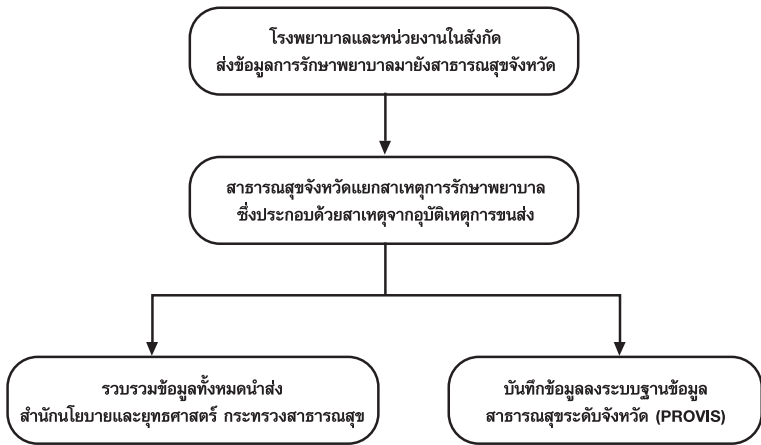 โรงพยาบาลและหน่วยงานในสังกัด
ส่งข้อมูลการรักษาพยาบาลมายังสาธารณสุขจังหวัด
สาธารณสุขจังหวัดแยกสาเหตุการรักษาพยาบาล
ซึ่งประกอบด้วยสาเหตุจากอุบัติเหตุการขนส่ง
รวบรวมข้อมูลทั้งหมดนำส่ง
สำนักนโยบายและยุทธศาสตร์ กระทรวงสาธารณสุข
บันทึกข้อมูลลงระบบฐานข้อมูล
สาธารณสุขระดับจังหวัด (PROVIS)